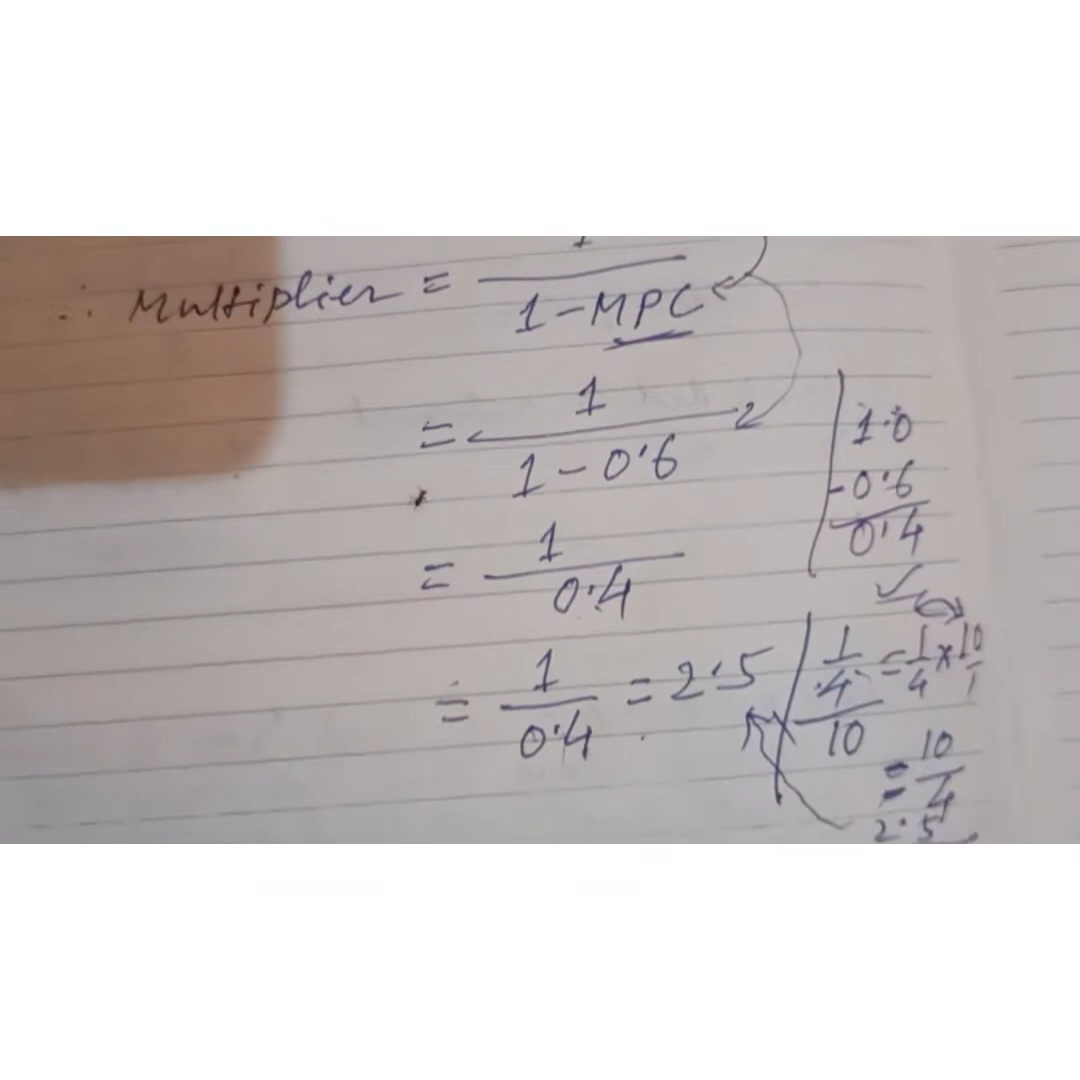 ∴ Multiplier = 1 / 1-MPC
= 1 / 1-0.6
= 1 / 0.4
= 1 / 0.4 = 2.5
1.0
-0.6
0.4
1 / 4 / 10 = 1/4 × 10/1
= 10/4
2.5